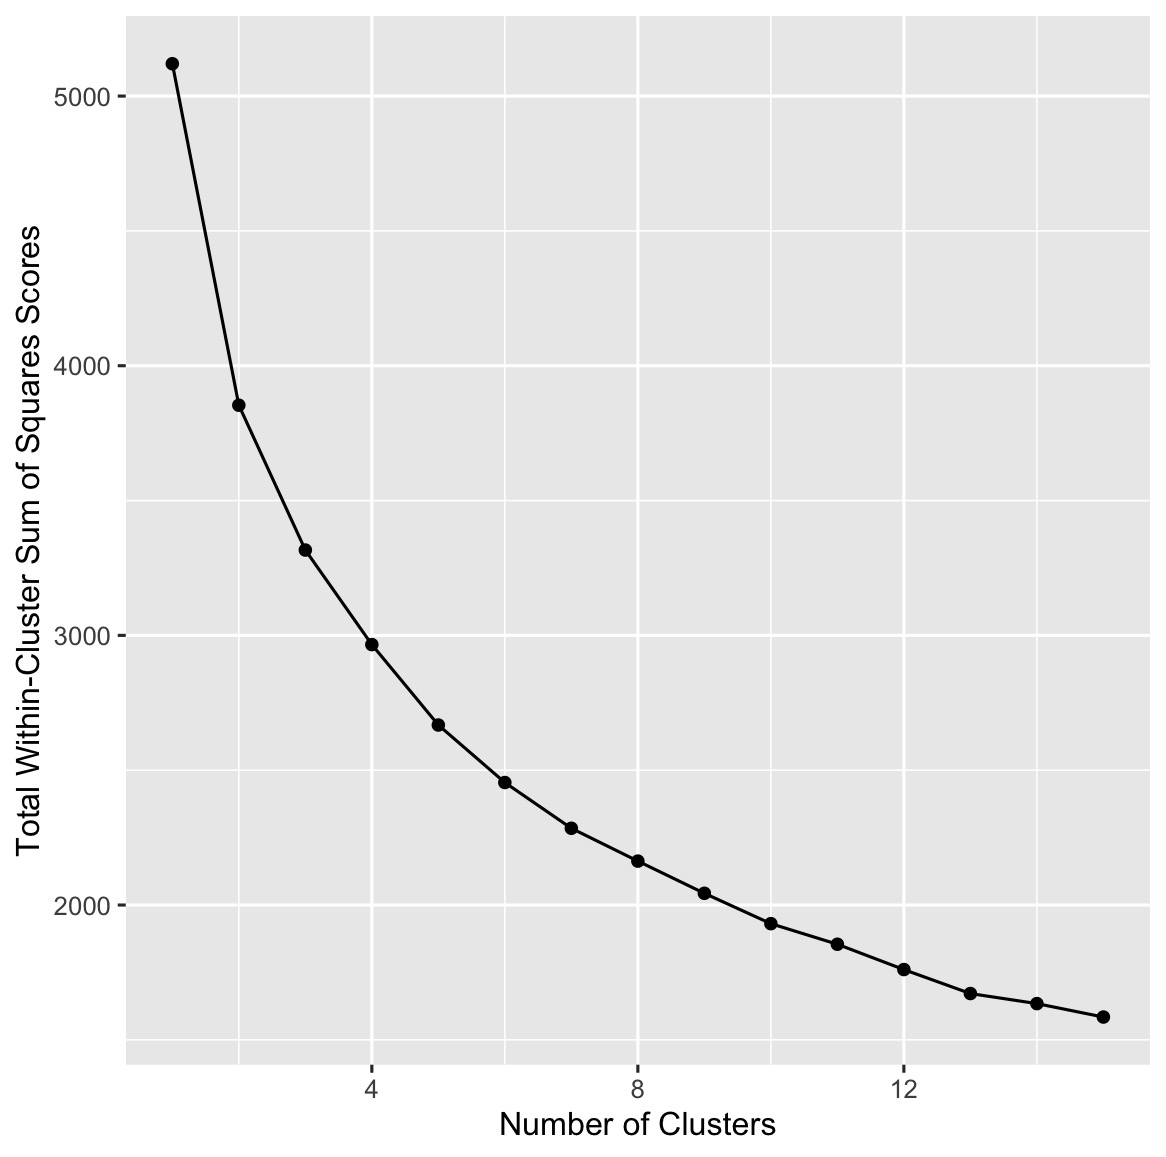 5000
4000
3000
2000
Total Within-Cluster Sum of Squares Scores
4 8 12
Number of Clusters